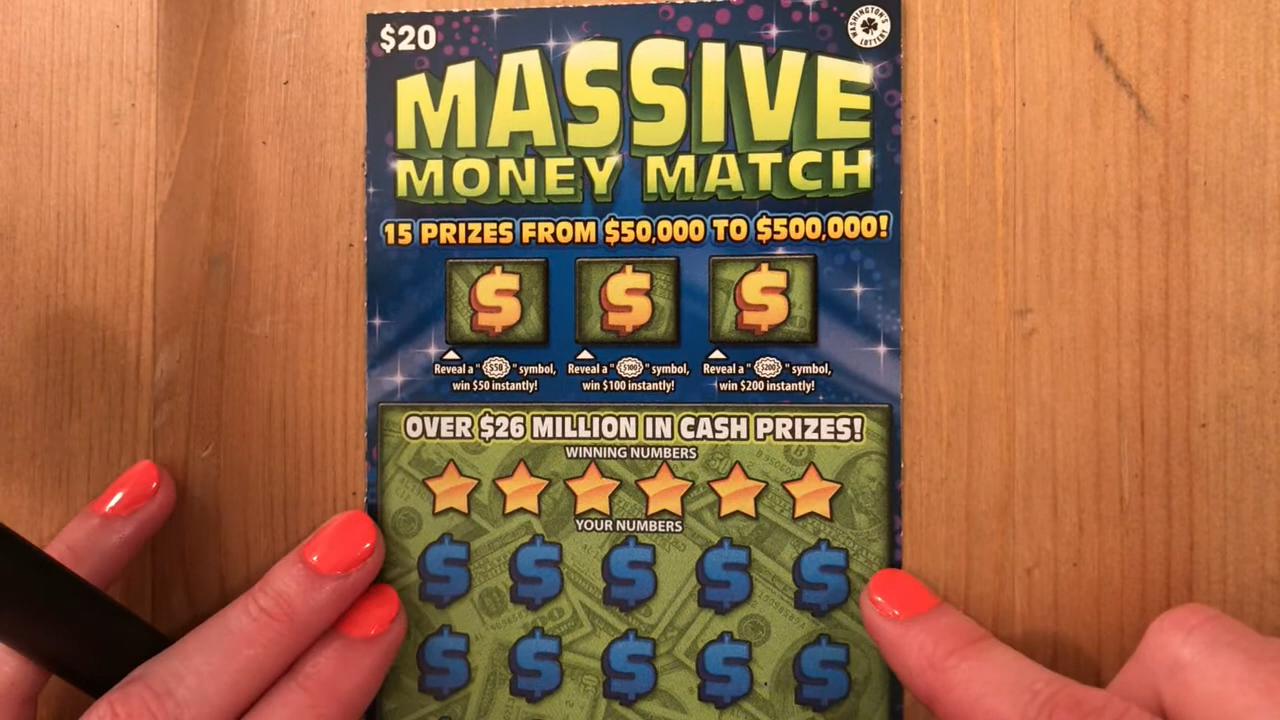 $20
WASHINGTON'S LOTTERY
MASSIVE
MONEY MATCH
15 PRIZES FROM $50,000 TO $500,000!
$ $ $
Reveal a "$50" symbol, win $50 instantly!
Reveal a "$100" symbol, win $100 instantly!
Reveal a "$200" symbol, win $200 instantly!
OVER $26 MILLION IN CASH PRIZES!
WINNING NUMBERS
YOUR NUMBERS
$ $ $ $ $
$ $ $ $ $